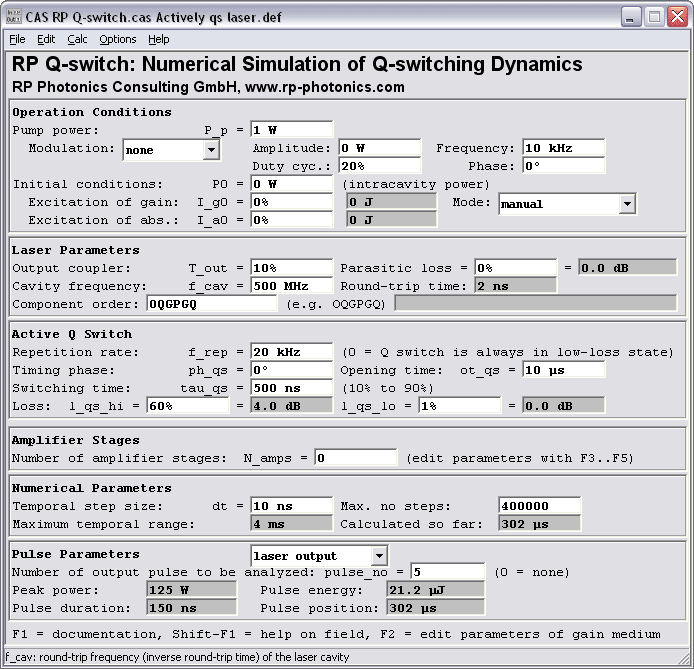 CAS RP Q-switch.cas Actively qs laser.def
File Edit Calc Options Help
RP Q-switch: Numerical Simulation of Q-switching Dynamics
RP Photonics Consulting GmbH, www.rp-photonics.com
Operation Conditions
Pump power: P_p = 1 W
Modulation: none Amplitude: 0 W Frequency: 10 kHz
Duty cyc.: 20% Phase: 0°
Initial conditions: P0 = 0 W (intracavity power)
Excitation of gain: I_g0 = 0% 0 J Mode: manual
Excitation of abs.: I_a0 = 0% 0 J
Laser Parameters
Output coupler: T_out = 10% Parasitic loss = 0% = 0.0 dB
Cavity frequency: f_cav = 500 MHz Round-trip time: 2 ns
Component order: OQGPGQ (e.g. OQGPGQ)
Active Q Switch
Repetition rate: f_rep = 20 kHz (0 = Q switch is always in low-loss state)
Timing phase: ph_qs = 0° Opening time: ot_qs = 10 µs
Switching time: tau_qs = 500 ns (10% to 90%)
Loss: l_qs_hi = 60% = 4.0 dB l_qs_lo = 1% = 0.0 dB
Amplifier Stages
Number of amplifier stages: N_amps = 0 (edit parameters with F3..F5)
Numerical Parameters
Temporal step size: dt = 10 ns Max. no steps: 400000
Maximum temporal range: 4 ms Calculated so far: 302 µs
Pulse Parameters laser output
Number of output pulse to be analyzed: pulse_no = 5 (0 = none)
Peak power: 125 W Pulse energy: 21.2 µJ
Pulse duration: 150 ns Pulse position: 302 µs
F1 = documentation, Shift-F1 = help on field, F2 = edit parameters of gain medium
f_cav: round-trip frequency (inverse round-trip time) of the laser cavity